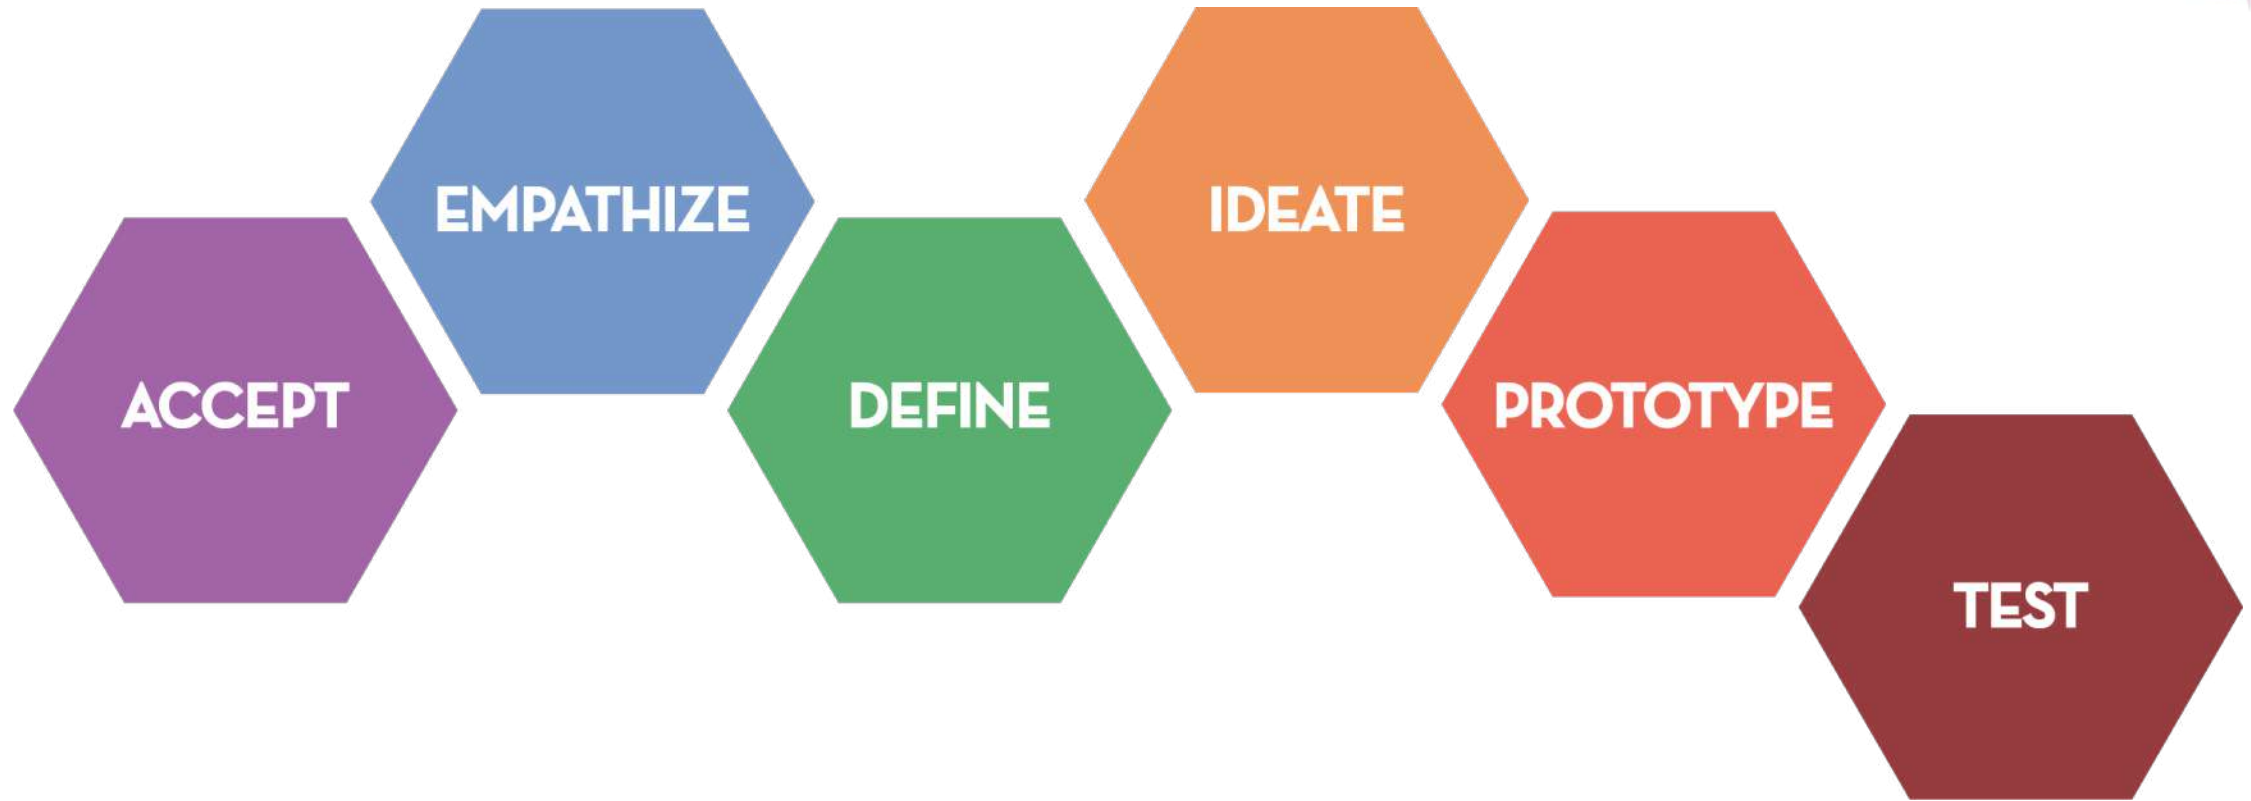 ACCEPT
EMPATHIZE
DEFINE
IDEATE
PROTOTYPE
TEST